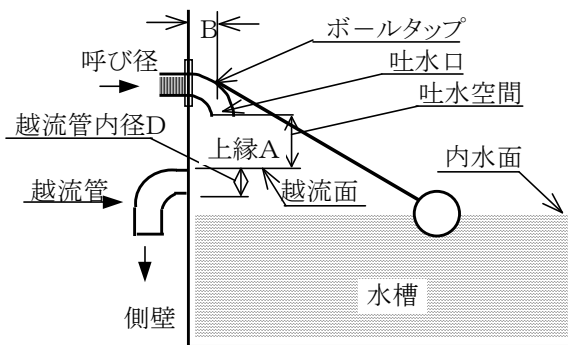 B
ボールタップ
呼び径
吐水口
吐水空間
越流管内径D
上縁A
内水面
越流管
越流面
水槽
側壁